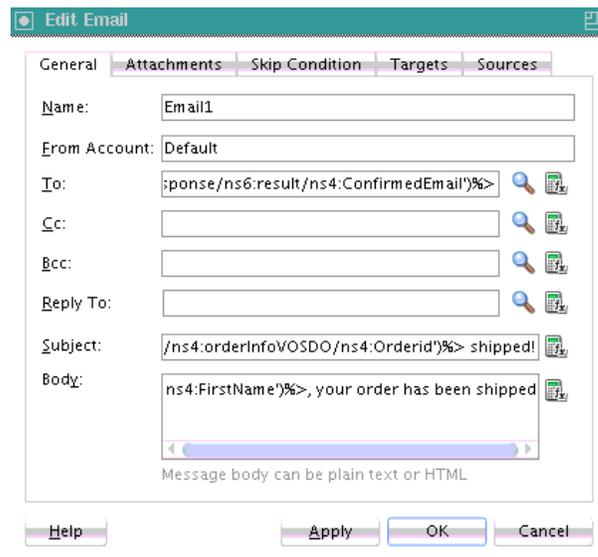 Edit Email
General Attachments Skip Condition Targets Sources
Name: Email1
From Account: Default
To: sponse/ns6:result/ns4:ConfirmedEmail')%>
Cc:
Bcc:
Reply To:
Subject: /ns4:orderInfoVOSDO/ns4:Orderid')%> shipped!
Body: ns4:FirstName')%>, your order has been shipped
Message body can be plain text or HTML
Help Apply OK Cancel